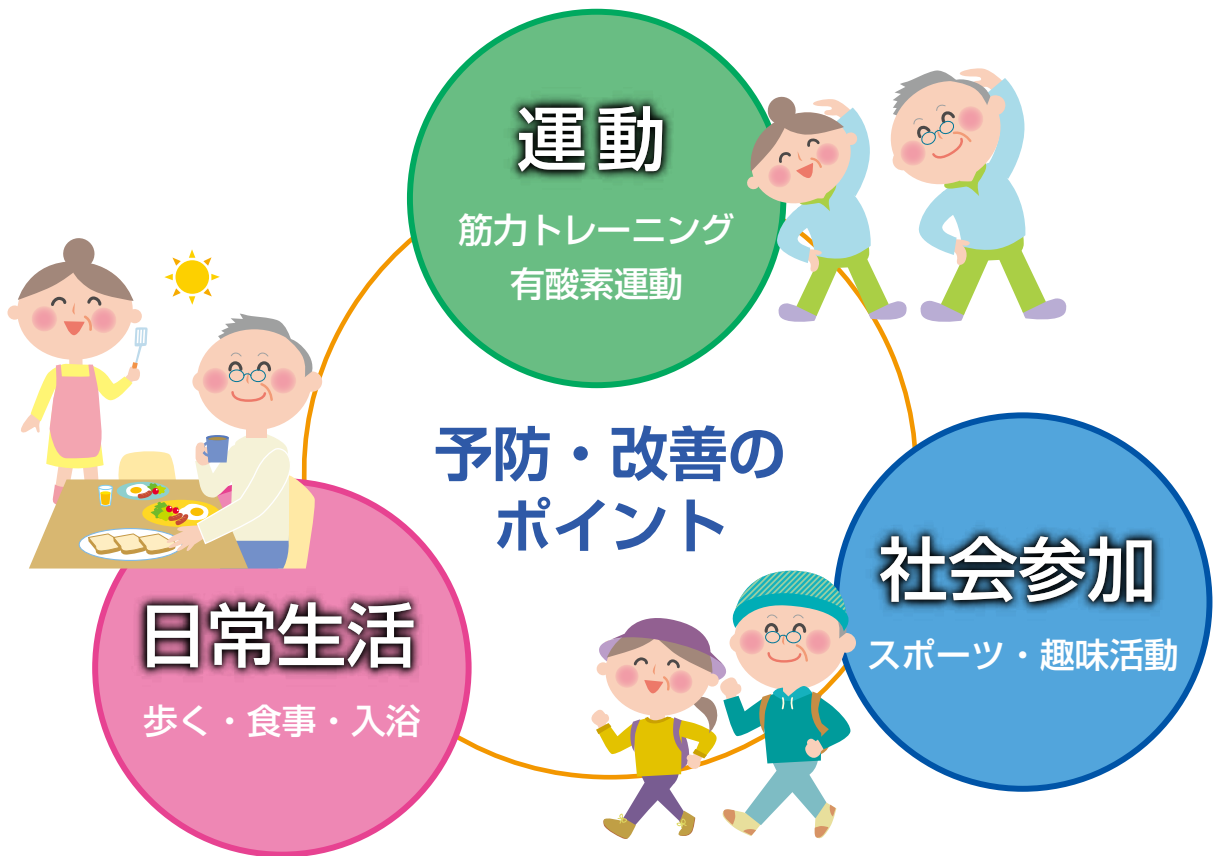 運動
筋力トレーニング
有酸素運動
予防・改善の
ポイント
社会参加
スポーツ・趣味活動
日常生活
歩く・食事・入浴